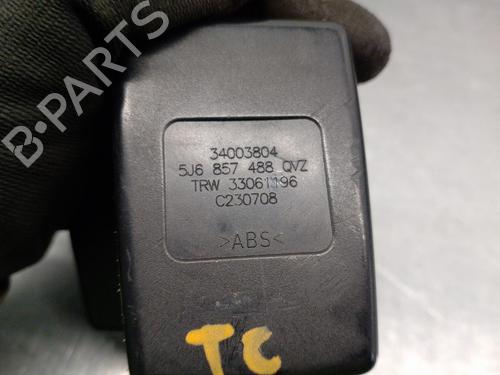 B-PARTS
34003804
5J6 857 488 QVZ
TRW 33061196
C230708
>ABS<
TC